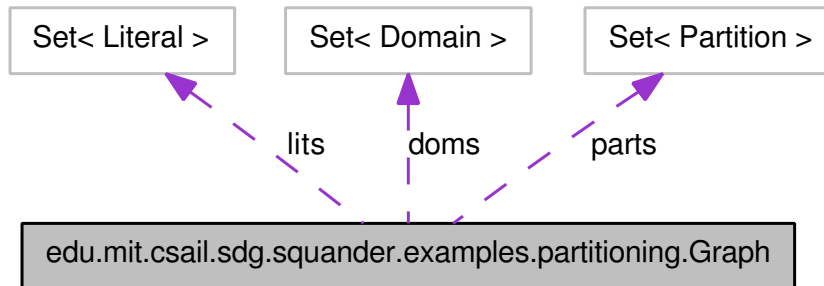 Set< Literal >
Set< Domain >
Set< Partition >
lits
doms
parts
edu.mit.csail.sdg.squander.examples.partitioning.Graph